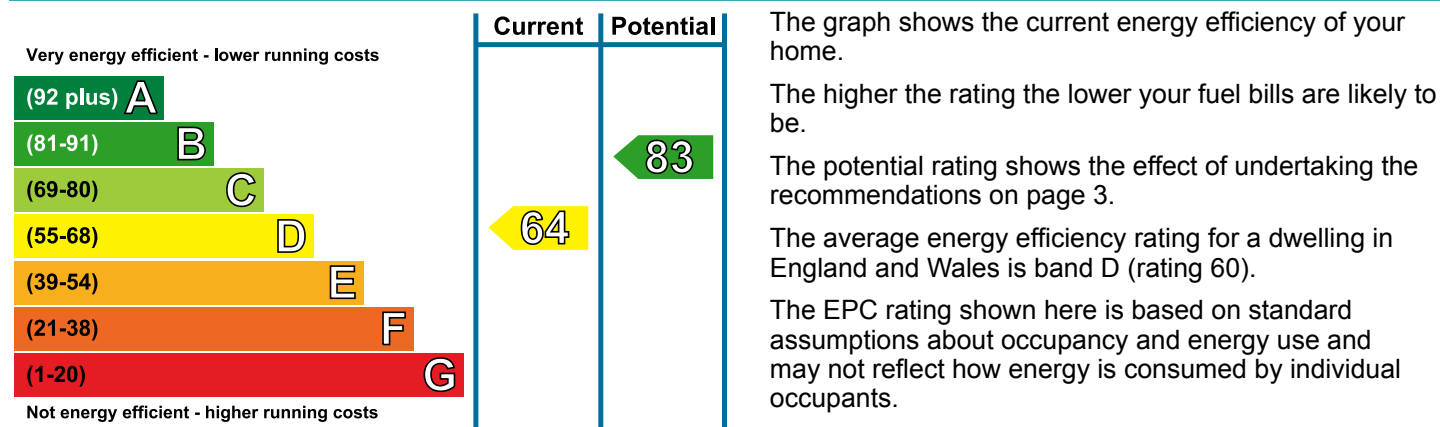 Current Potential
Very energy efficient - lower running costs
(92 plus) A
(81-91) B
(69-80) C
(55-68) D
(39-54) E
(21-38) F
(1-20) G
Not energy efficient - higher running costs
83
64
The graph shows the current energy efficiency of your
home.
The higher the rating the lower your fuel bills are likely to
be.
The potential rating shows the effect of undertaking the
recommendations on page 3.
The average energy efficiency rating for a dwelling in
England and Wales is band D (rating 60).
The EPC rating shown here is based on standard
assumptions about occupancy and energy use and
may not reflect how energy is consumed by individual
occupants.